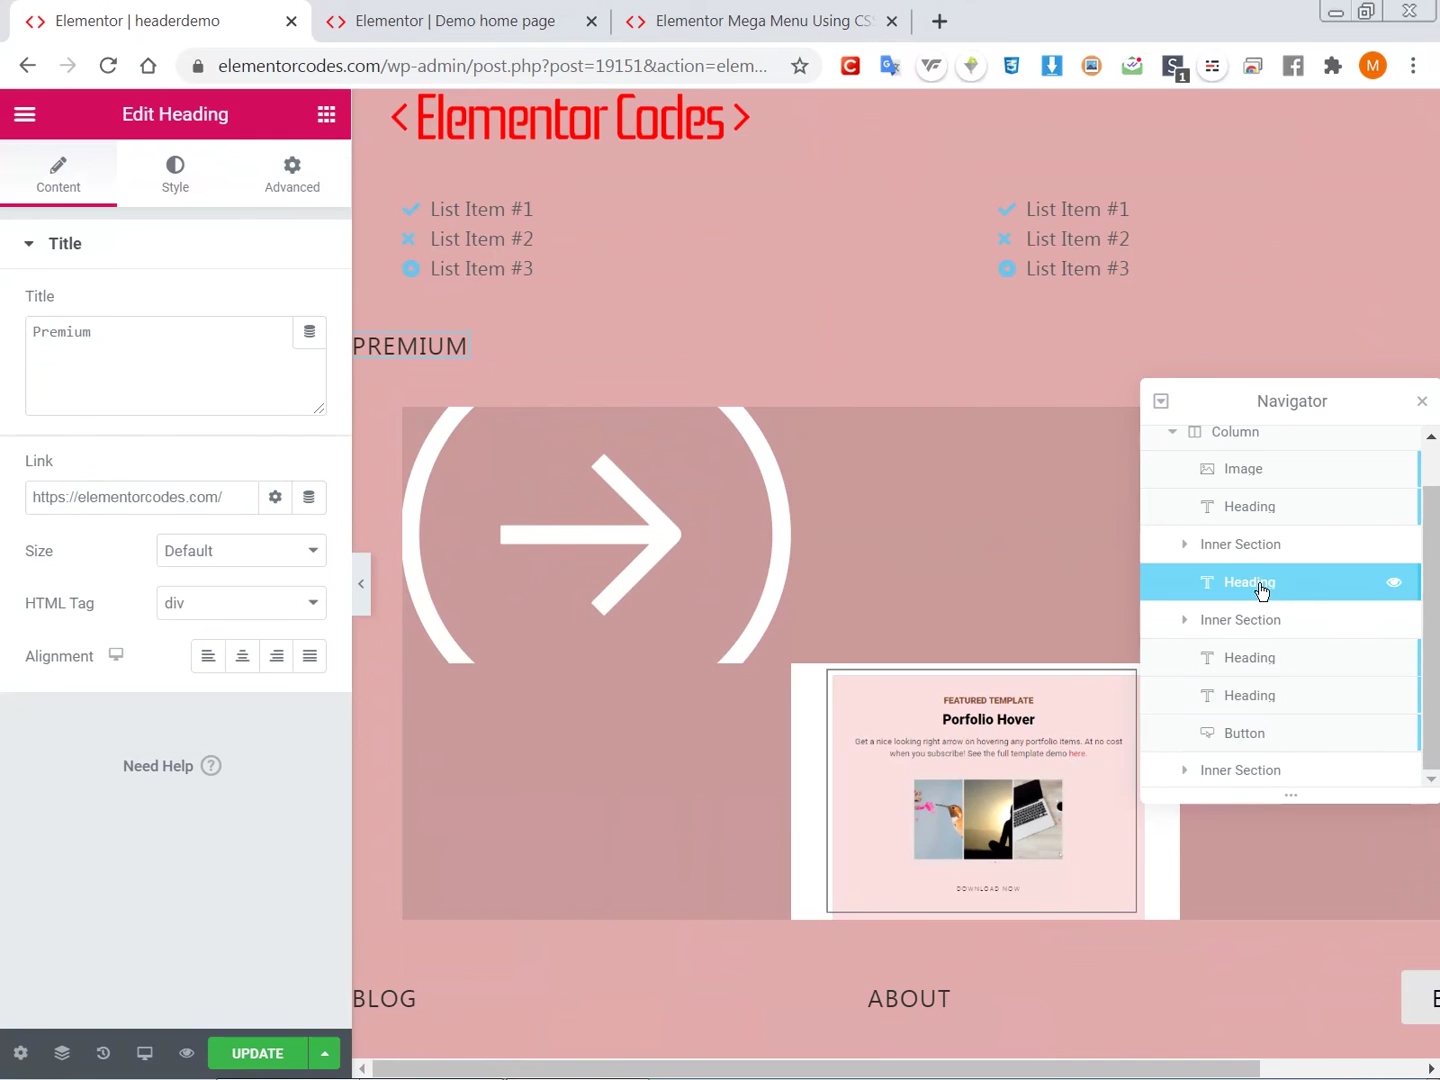 Elementor | headerdemo
Elementor | Demo home page
Elementor Mega Menu Using CS
elementorcodes.com/wp-admin/post.php?post=19151&action=elem...
1
M
Edit Heading
Content
Style
Advanced
Title
Title
Premium
Link
https://elementorcodes.com/
Size
Default
HTML Tag
div
Alignment
Need Help
UPDATE
<Elementor Codes>
List Item #1
List Item #2
List Item #3
List Item #1
List Item #2
List Item #3
PREMIUM
FEATURED TEMPLATE
Porfolio Hover
Get a nice looking right arrow on hovering any portfolio items. At no cost
when you subscribe! See the full template demo here.
DOWNLOAD NOW
BLOG
ABOUT
E
Navigator
Column
Image
Heading
Inner Section
Heading
Inner Section
Heading
Heading
Button
Inner Section